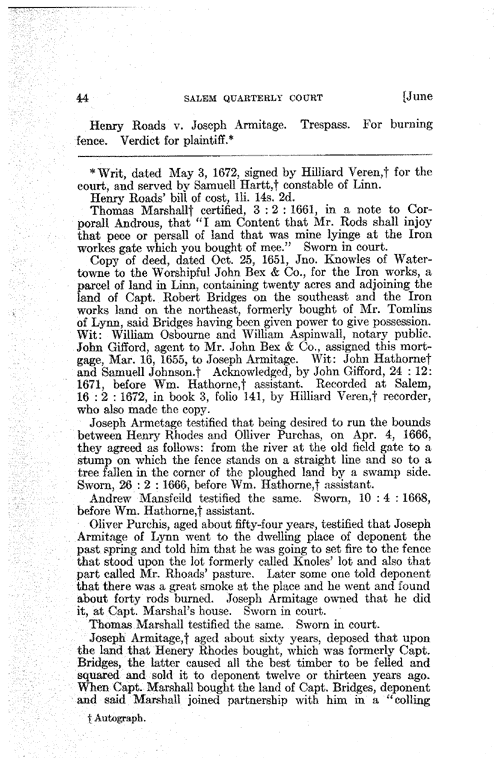 44 SALEM QUARTERLY COURT [June
Henry Roads v. Joseph Armitage. Trespass. For burning
fence. Verdict for plaintiff.*
*Writ, dated May 3, 1672, signed by Hilliard Veren,† for the
court, and served by Samuell Hartt,† constable of Linn.
Henry Roads' bill of cost, 1li. 14s. 2d.
Thomas Marshall† certified, 3 : 2 : 1661, in a note to Cor-
porall Androus, that "I am Content that Mr. Rods shall injoy
that pece or persall of land that was mine lyinge at the Iron
workes gate which you bought of mee." Sworn in court.
Copy of deed, dated Oct. 25, 1651, Jno. Knowles of Water-
towne to the Worshipful John Bex & Co., for the Iron works, a
parcel of land in Linn, containing twenty acres and adjoining the
land of Capt. Robert Bridges on the southeast and the Iron
works land on the northeast, formerly bought of Mr. Tomlins
of Lynn, said Bridges having been given power to give possession.
Wit: William Osbourne and William Aspinwall, notary public.
John Gifford, agent to Mr. John Bex & Co., assigned this mort-
gage, Mar. 16, 1655, to Joseph Armitage. Wit: John Hathorne†
and Samuell Johnson.† Acknowledged, by John Gifford, 24 : 12:
1671, before Wm. Hathorne,† assistant. Recorded at Salem,
16 : 2 : 1672, in book 3, folio 141, by Hilliard Veren,† recorder,
who also made the copy.
Joseph Armetage testified that being desired to run the bounds
between Henry Rhodes and Olliver Purchas, on Apr. 4, 1666,
they agreed as follows: from the river at the old field gate to a
stump on which the fence stands on a straight line and so to a
tree fallen in the corner of the ploughed land by a swamp side.
Sworn, 26 : 2 : 1666, before Wm. Hathorne,† assistant.
Andrew Mansfeild testified the same. Sworn, 10 : 4 : 1668,
before Wm. Hathorne,† assistant.
Oliver Purchis, aged about fifty-four years, testified that Joseph
Armitage of Lynn went to the dwelling place of deponent the
past spring and told him that he was going to set fire to the fence
that stood upon the lot formerly called Knoles' lot and also that
part called Mr. Rhoads' pasture. Later some one told deponent
that there was a great smoke at the place and he went and found
about forty rods burned. Joseph Armitage owned that he did
it, at Capt. Marshal's house. Sworn in court.
Thomas Marshall testified the same. Sworn in court.
Joseph Armitage,† aged about sixty years, deposed that upon
the land that Henery Rhodes bought, which was formerly Capt.
Bridges, the latter caused all the best timber to be felled and
squared and sold it to deponent twelve or thirteen years ago.
When Capt. Marshall bought the land of Capt. Bridges, deponent
and said Marshall joined partnership with him in a "colling
† Autograph.